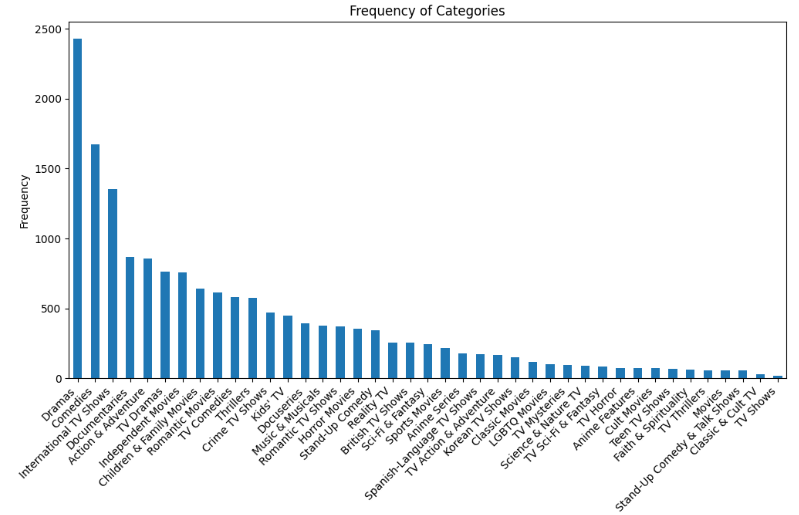 Frequency of Categories
Frequency
2500
2000
1500
1000
500
0
Dramas
Comedies
International TV Shows
Documentaries
Action & Adventure
TV Dramas
Independent Movies
Children & Family Movies
Romantic Movies
TV Comedies
Thrillers
Crime TV Shows
Kids' TV
Docuseries
Music & Musicals
Romantic TV Shows
Horror Movies
Stand-Up Comedy
Reality TV
British TV Shows
Sci-Fi & Fantasy
Sports Movies
Anime Series
Spanish-Language TV Shows
TV Action & Adventure
Korean TV Shows
Classic Movies
LGBTQ Movies
TV Mysteries
Science & Nature TV
TV Sci-Fi & Fantasy
TV Horror
Anime Features
Cult Movies
Teen TV Shows
Faith & Spirituality
TV Thrillers
Movies
Stand-Up Comedy & Talk Shows
Classic & Cult TV
TV Shows